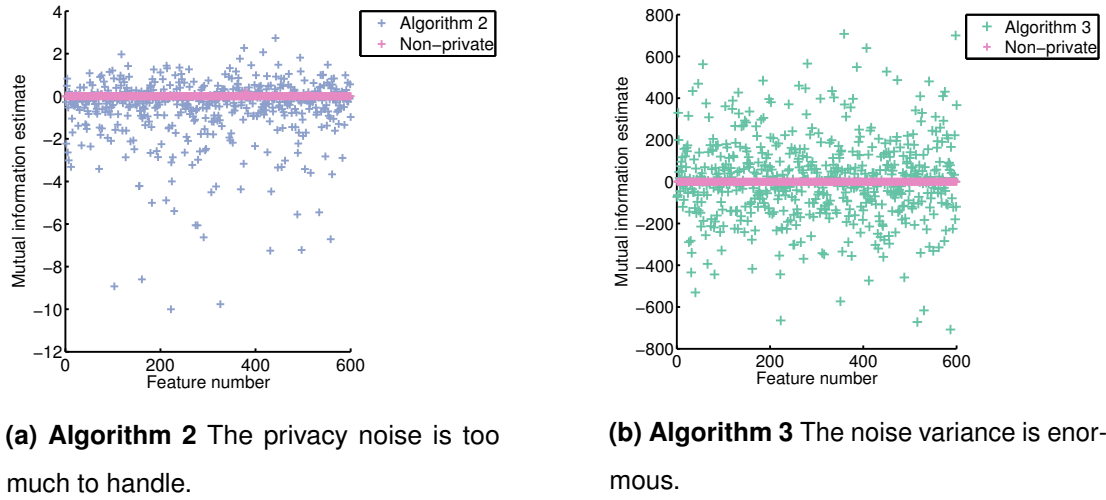 4
2
0
−2
−4
−6
−8
−10
−12
Mutual information estimate
0
200
400
600
Feature number
Algorithm 2
Non−private
(a) Algorithm 2 The privacy noise is too
much to handle.
800
600
400
200
0
−200
−400
−600
−800
Mutual information estimate
0
200
400
600
Feature number
Algorithm 3
Non−private
(b) Algorithm 3 The noise variance is enor-
mous.